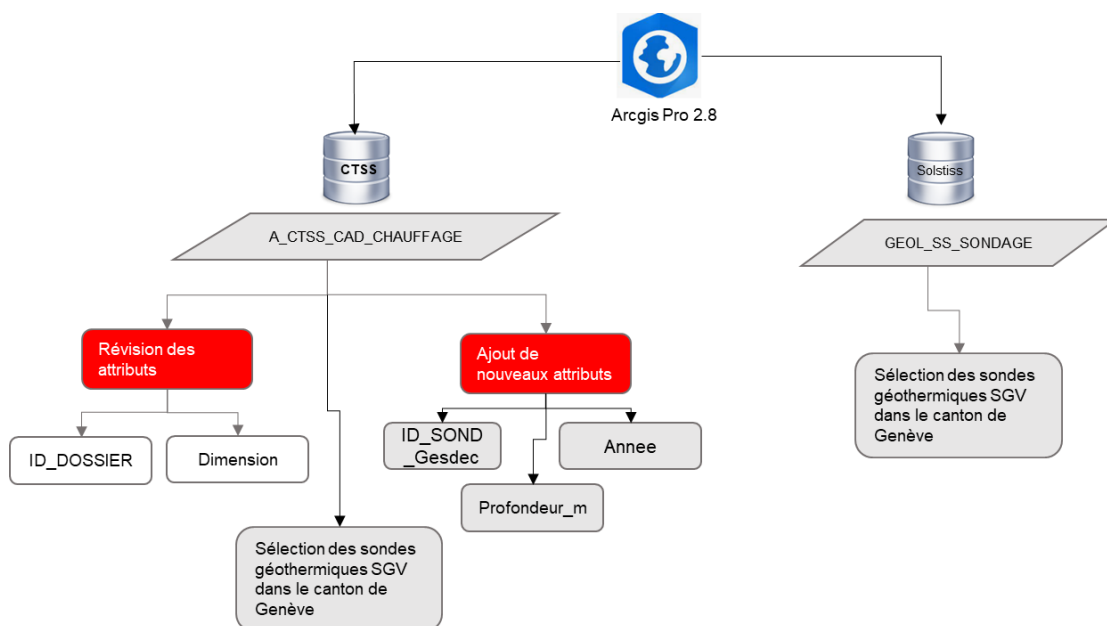 Arcgis Pro 2.8
CTSS
Solstiss
A_CTSS_CAD_CHAUFFAGE
GEOL_SS_SONDAGE
Révision des
attributs
Ajout de
nouveaux attributs
Sélection des sondes
géothermiques SGV
dans le canton de
Genève
ID_DOSSIER
Dimension
ID_SOND
_Gesdec
Annee
Profondeur_m
Sélection des sondes
géothermiques SGV
dans le canton de
Genève